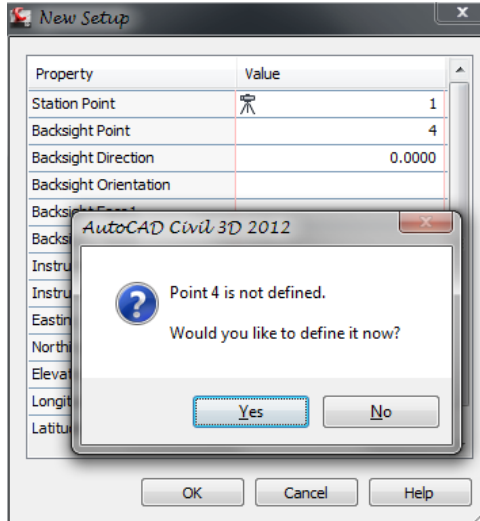 New Setup
Property Value
Station Point 1
Backsight Point 4
Backsight Direction 0.0000
Backsight Orientation
AutoCAD Civil 3D 2012
Point 4 is not defined.
Would you like to define it now?
Yes No
OK Cancel Help